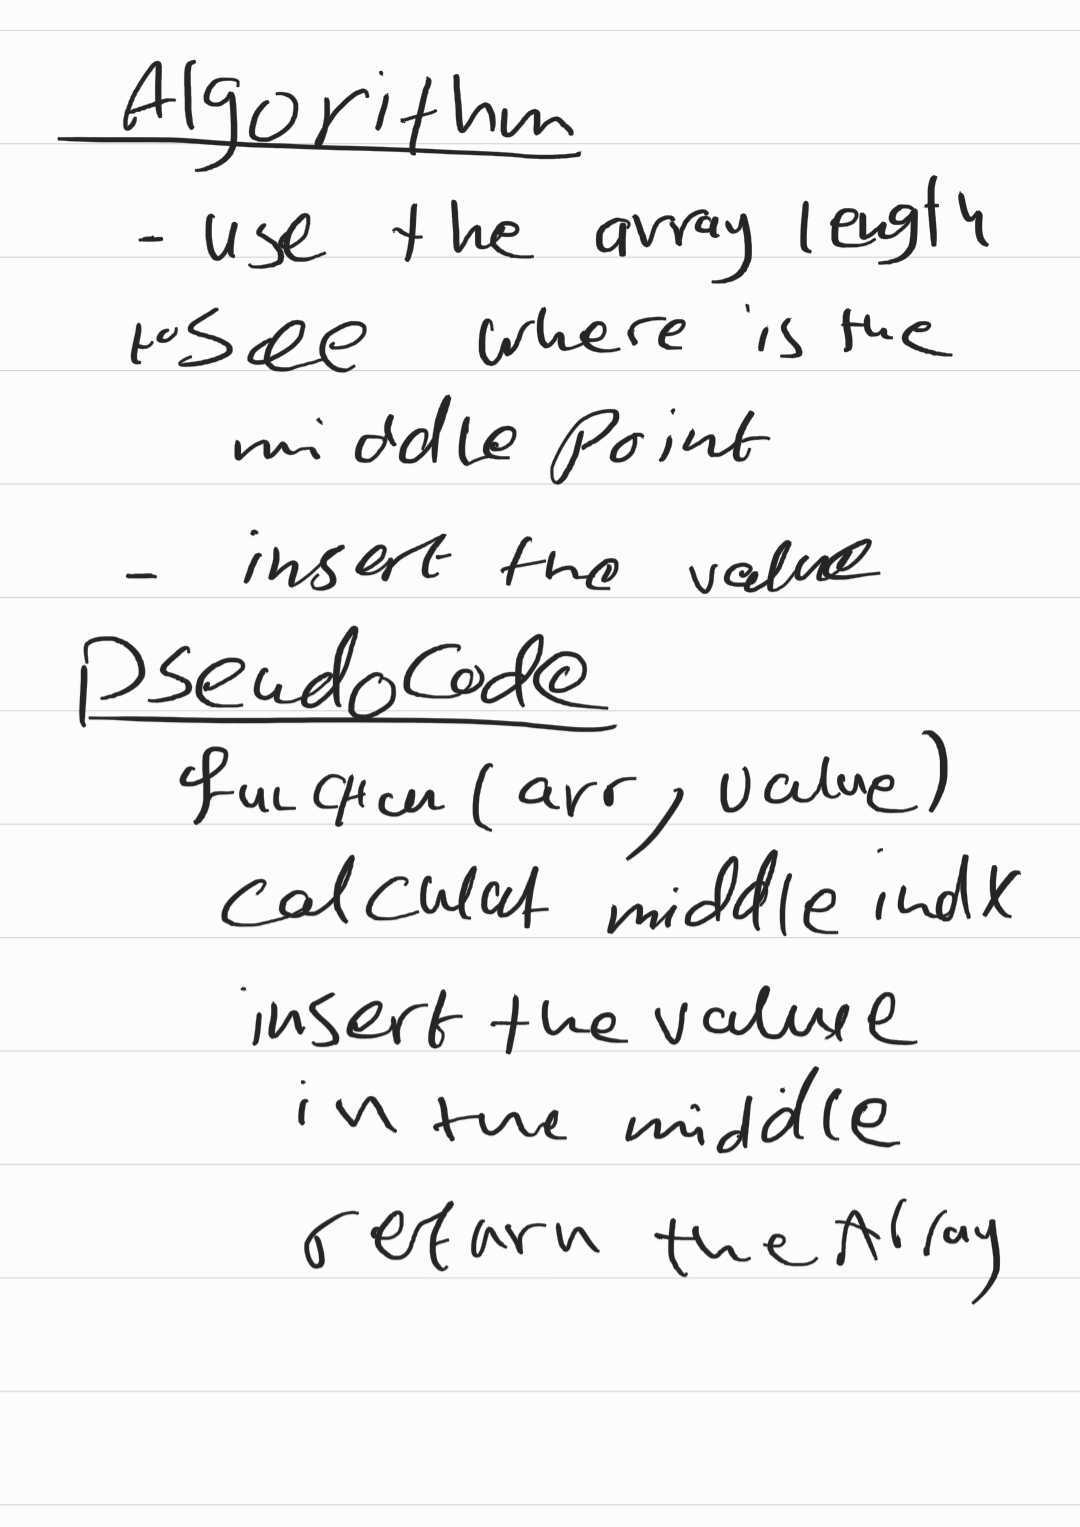 Algorithm
- use the array length
to see where is the
middle point
- insert the value
Pseudocode
function(arr, value)
calculat middle indx
insert the value
in the middle
return the Array